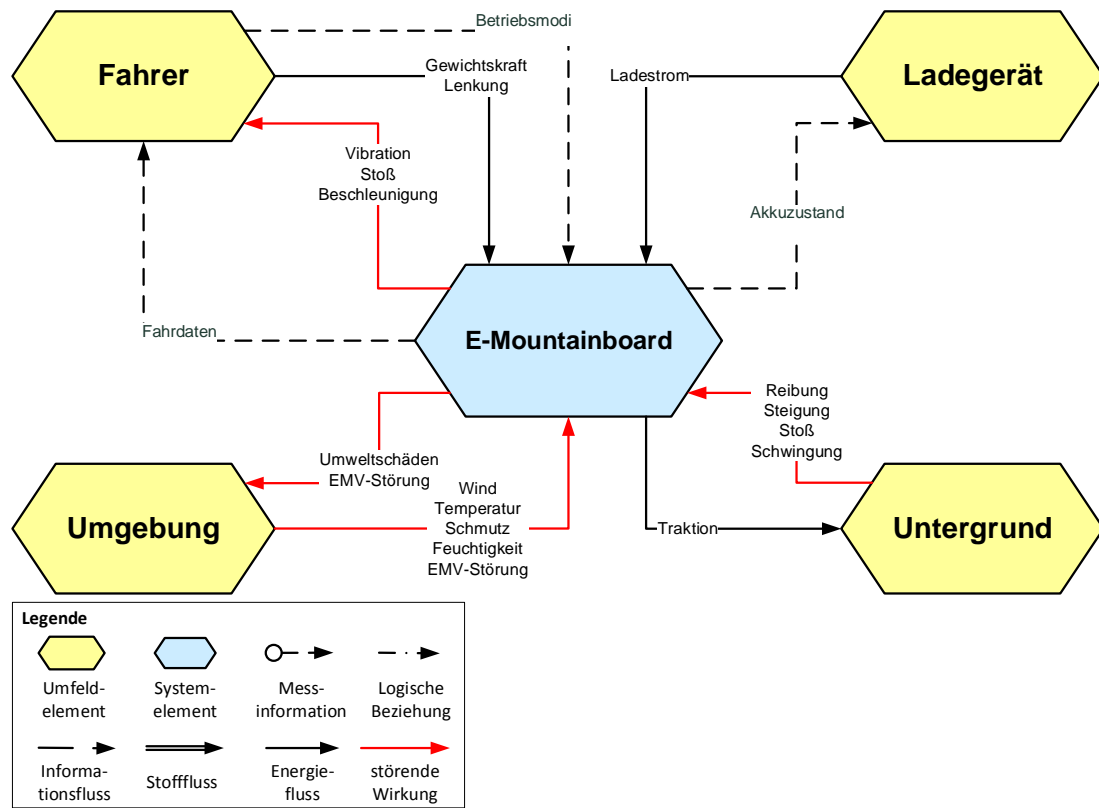 Betriebsmodi
Fahrer
Gewichtskraft
Lenkung
Ladestrom
Ladegerät
Vibration
Stoß
Beschleunigung
Akkuzustand
Fahrdaten
E-Mountainboard
Reibung
Steigung
Stoß
Schwingung
Umweltschäden
EMV-Störung
Umgebung
Wind
Temperatur
Schmutz
Feuchtigkeit
EMV-Störung
Traktion
Untergrund
Legende
Umfeld-
element
System-
element
Mess-
information
Logische
Beziehung
Informa-
tionsfluss
Stofffluss
Energie-
fluss
störende
Wirkung